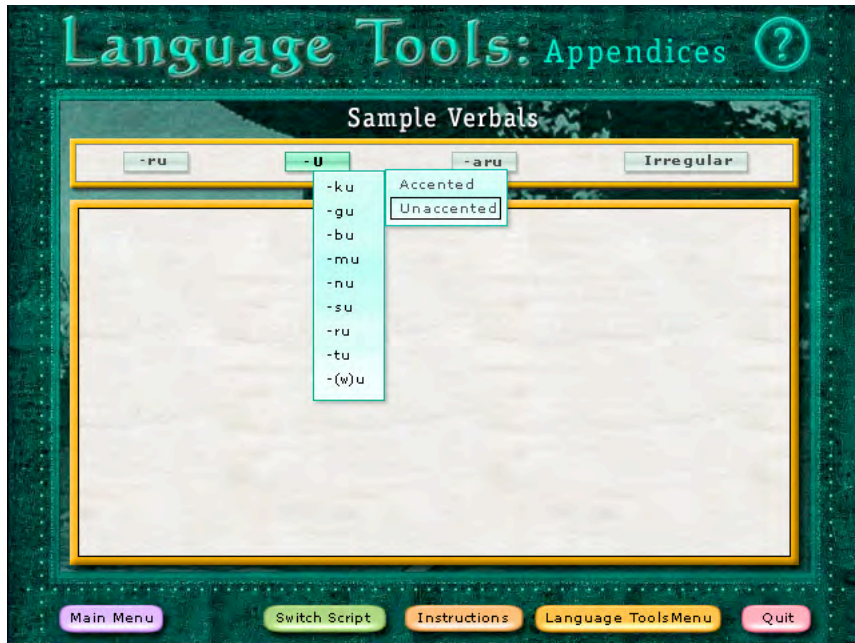 Language Tools: Appendices ?
Sample Verbals
-ru -U -aru Irregular
-ku Accented
-gu Unaccented
-bu
-mu
-nu
-su
-ru
-tu
-(w)u
Main Menu Switch Script Instructions Language ToolsMenu Quit